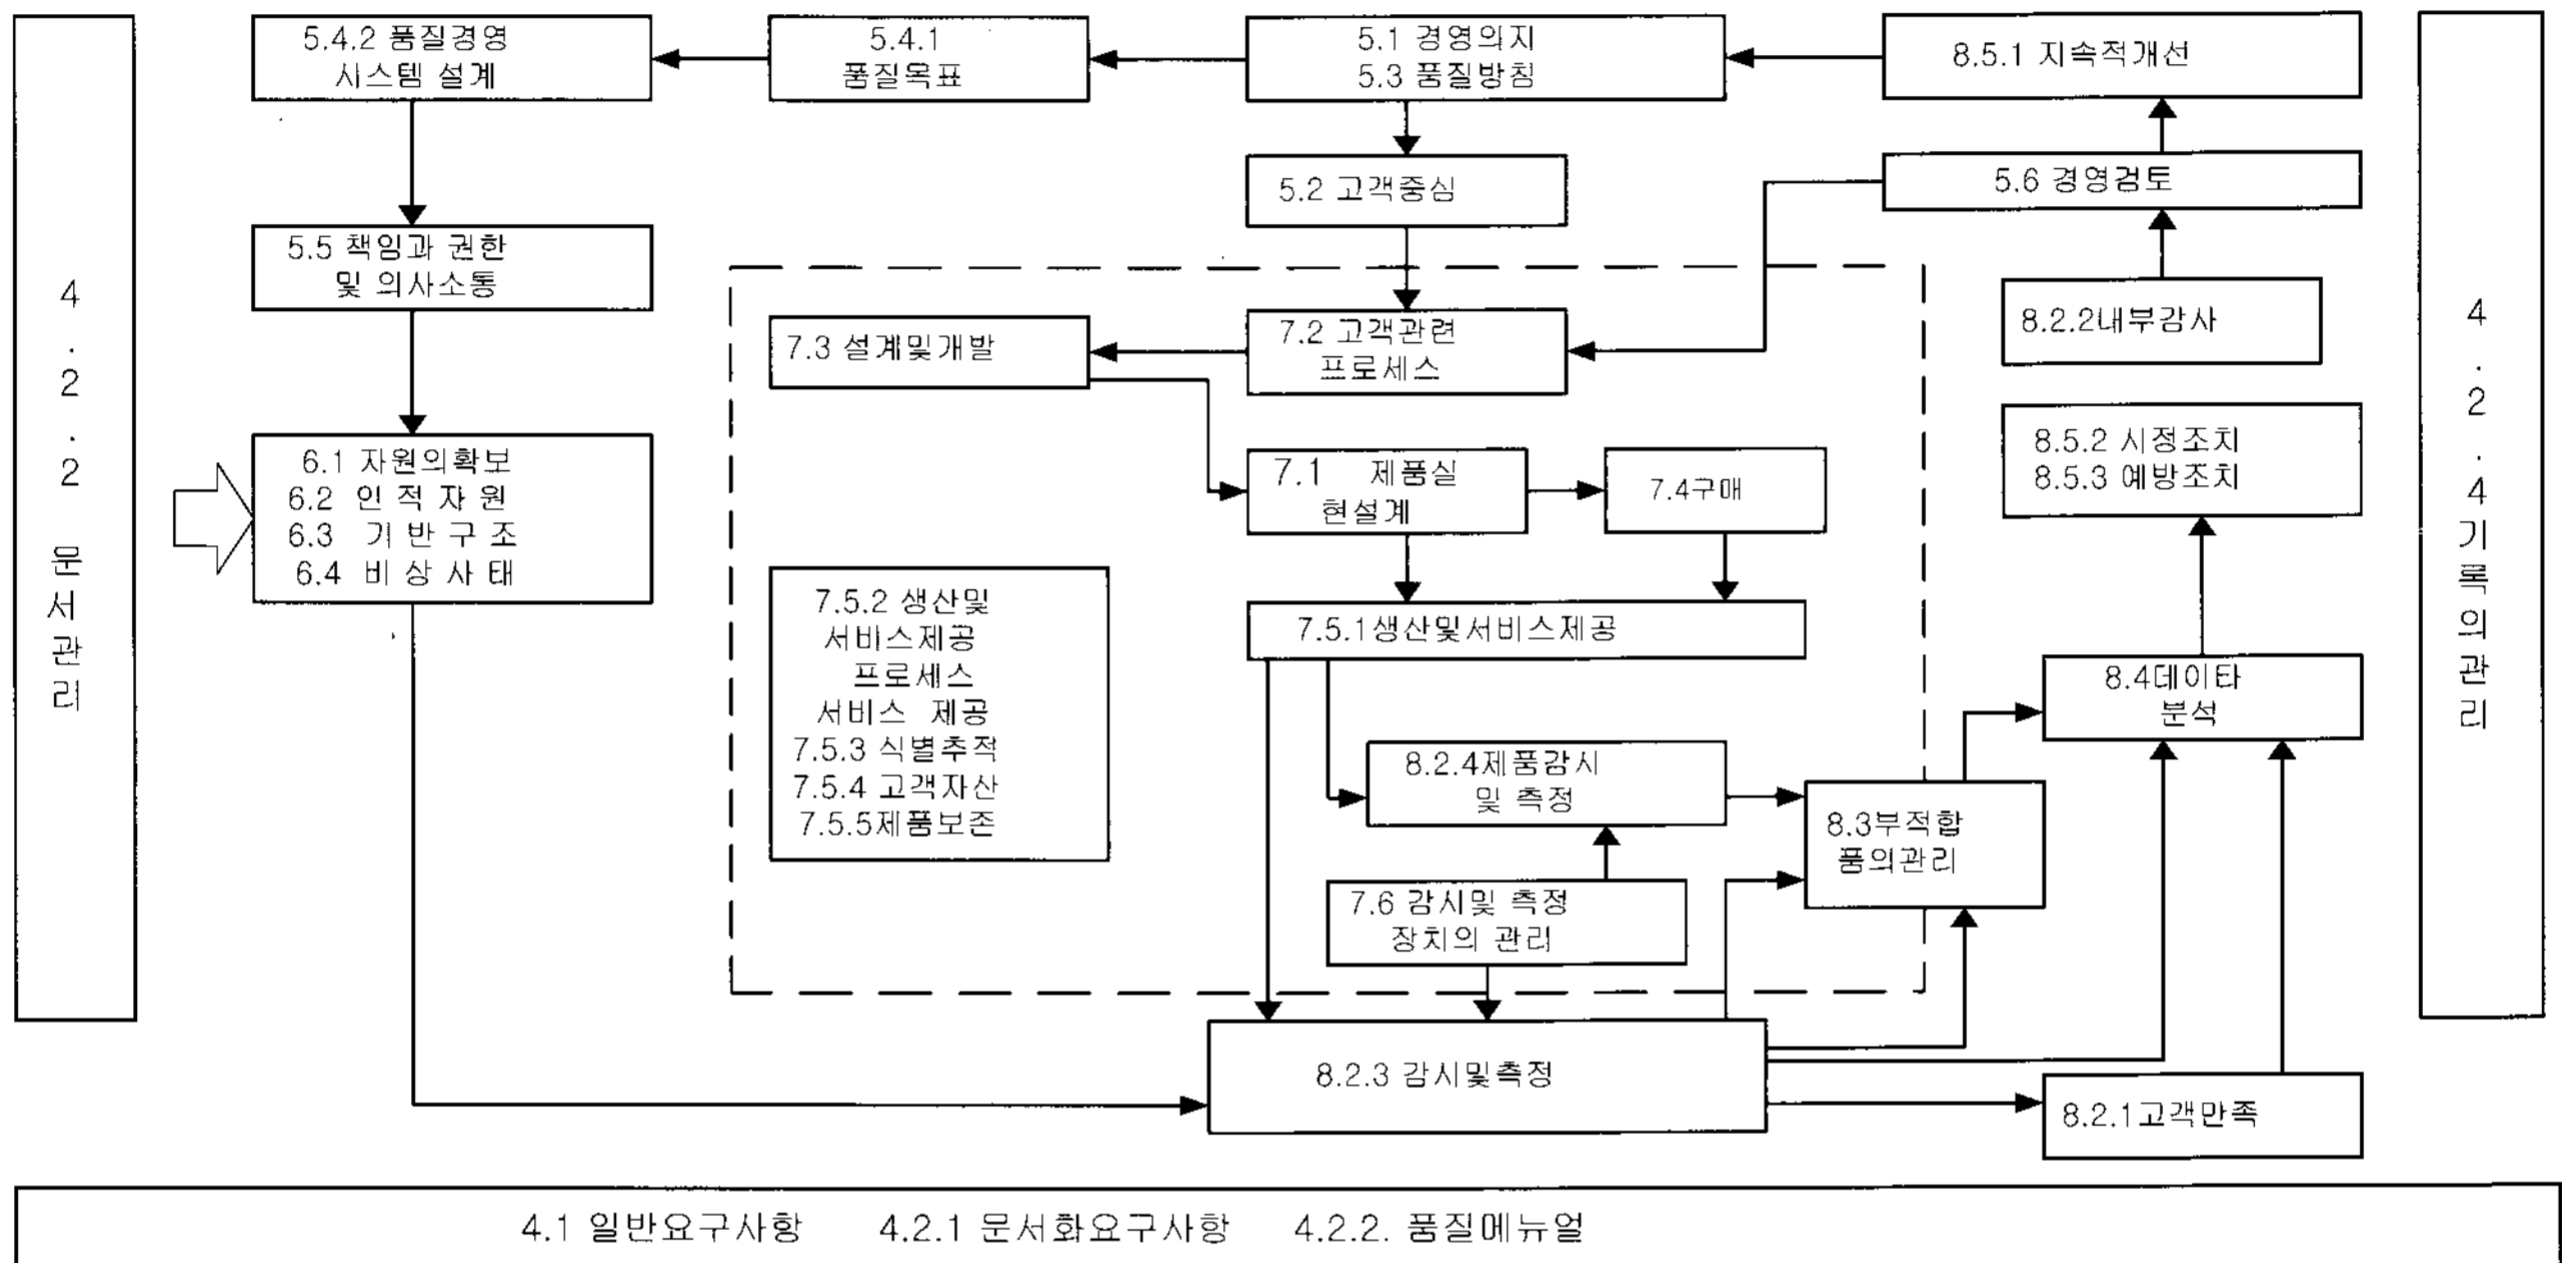 5.4.2 품질경영
시스템 설계
5.4.1
품질목표
5.1 경영의지
5.3 품질방침
8.5.1 지속적개선
5.2 고객중심
5.6 경영검토
5.5 책임과 권한
및 의사소통
7.3 설계및개발
7.2 고객관련
프로세스
8.2.2내부감사
4.2.2 문서관리
4.2.4기록의관리
6.1 자원의확보
6.2 인적자원
6.3 기반구조
6.4 비상사태
7.1 제품실
현설계
7.4구매
8.5.2 시정조치
8.5.3 예방조치
7.5.2 생산및
서비스제공
프로세스
서비스 제공
7.5.3 식별추적
7.5.4 고객자산
7.5.5제품보존
7.5.1생산및서비스제공
8.4데이타
분석
8.2.4제품감시
및 측정
8.3부적합
품의관리
7.6 감시및 측정
장치의 관리
8.2.3 감시및측정
8.2.1고객만족
4.1 일반요구사항 4.2.1 문서화요구사항 4.2.2. 품질메뉴얼